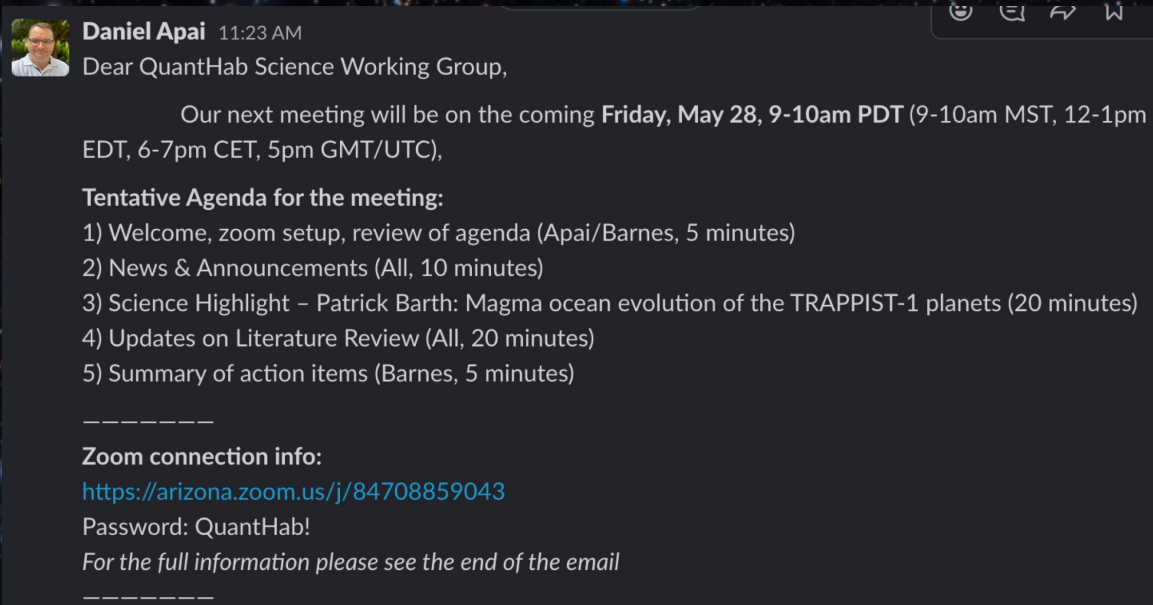 Daniel Apai 11:23 AM
Dear QuantHab Science Working Group,
Our next meeting will be on the coming Friday, May 28, 9-10am PDT (9-10am MST, 12-1pm
EDT, 6-7pm CET, 5pm GMT/UTC),
Tentative Agenda for the meeting:
1) Welcome, zoom setup, review of agenda (Apai/Barnes, 5 minutes)
2) News & Announcements (All, 10 minutes)
3) Science Highlight – Patrick Barth: Magma ocean evolution of the TRAPPIST-1 planets (20 minutes)
4) Updates on Literature Review (All, 20 minutes)
5) Summary of action items (Barnes, 5 minutes)
———————
Zoom connection info:
https://arizona.zoom.us/j/84708859043
Password: QuantHab!
For the full information please see the end of the email
———————